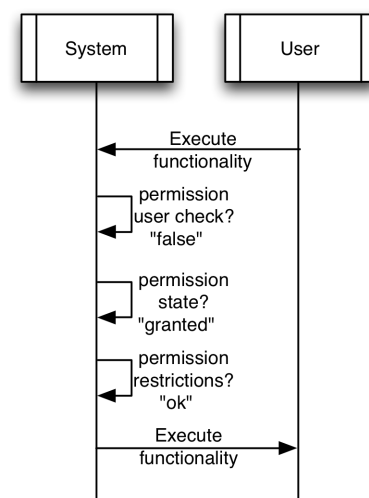 System
User
Execute
functionality
permission
user check?
"false"
permission
state?
"granted"
permission
restrictions?
"ok"
Execute
functionality